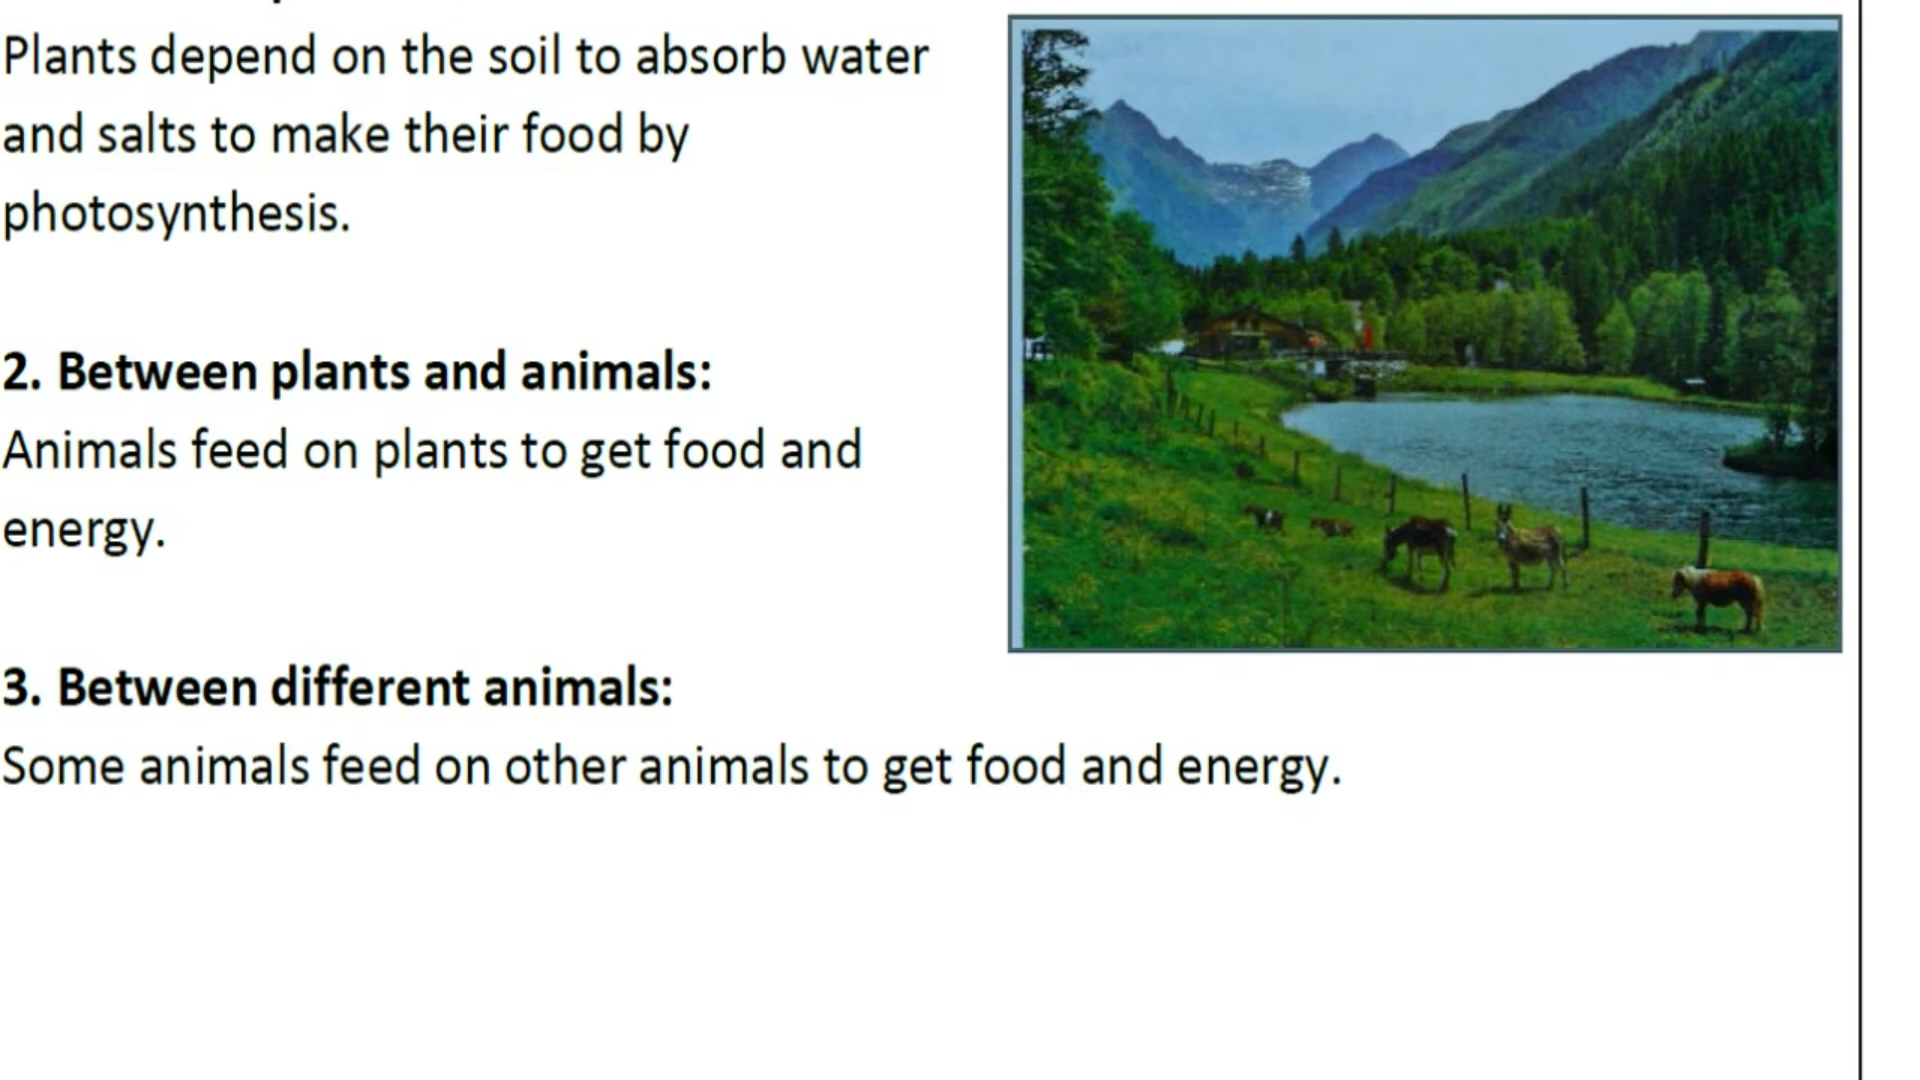 Plants depend on the soil to absorb water
and salts to make their food by
photosynthesis.
2. Between plants and animals:
Animals feed on plants to get food and
energy.
3. Between different animals:
Some animals feed on other animals to get food and energy.